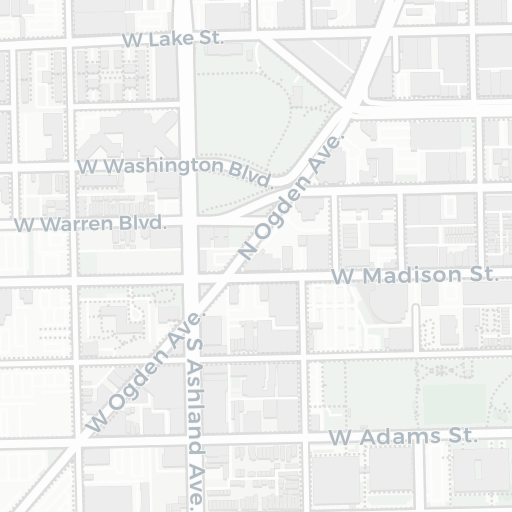 W Lake St.
W Washington Blvd.
N Ogden Ave.
W Warren Blvd.
W Madison St.
W Ogden Ave.
S Ashland Ave.
W Adams St.